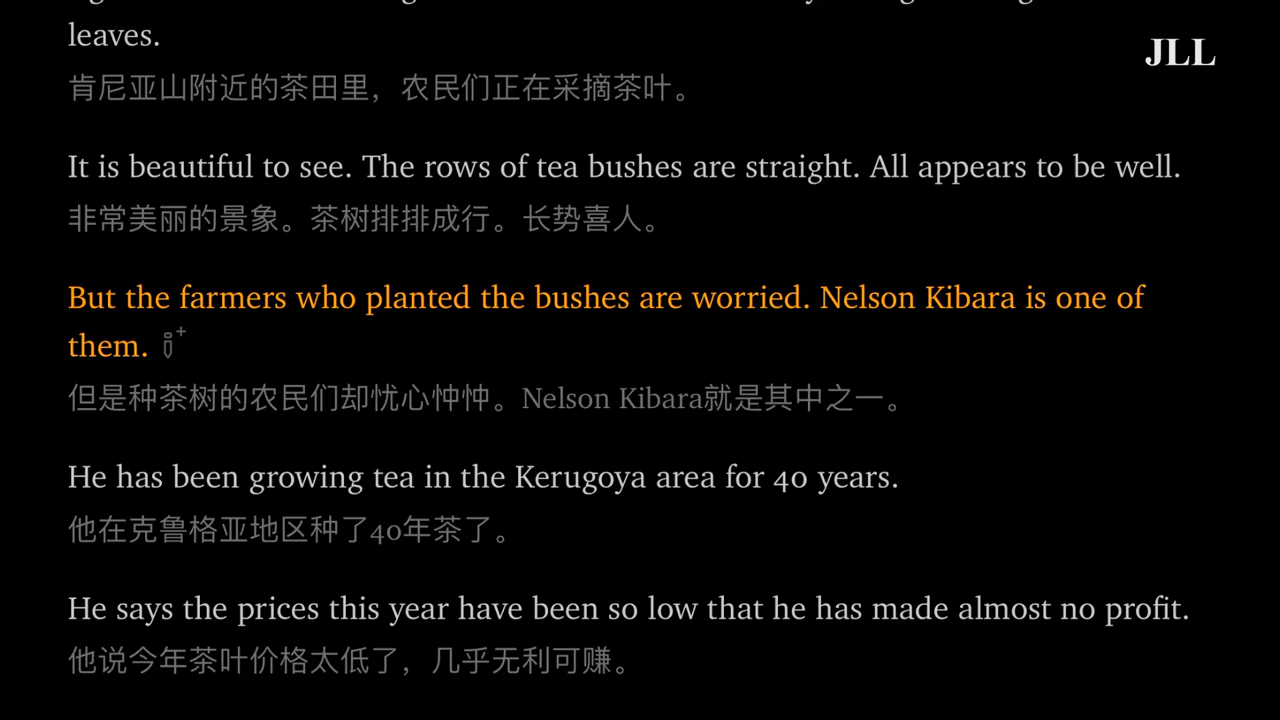 leaves.
JLL
肯尼亚山附近的茶田里，农民们正在采摘茶叶。
It is beautiful to see. The rows of tea bushes are straight. All appears to be well.
非常美丽的景象。茶树排排成行。长势喜人。
But the farmers who planted the bushes are worried. Nelson Kibara is one of
them.
但是种茶树的农民们却忧心忡忡。Nelson Kibara就是其中之一。
He has been growing tea in the Kerugoya area for 40 years.
他在克鲁格亚地区种了40年茶了。
He says the prices this year have been so low that he has made almost no profit.
他说今年茶叶价格太低了，几乎无利可赚。